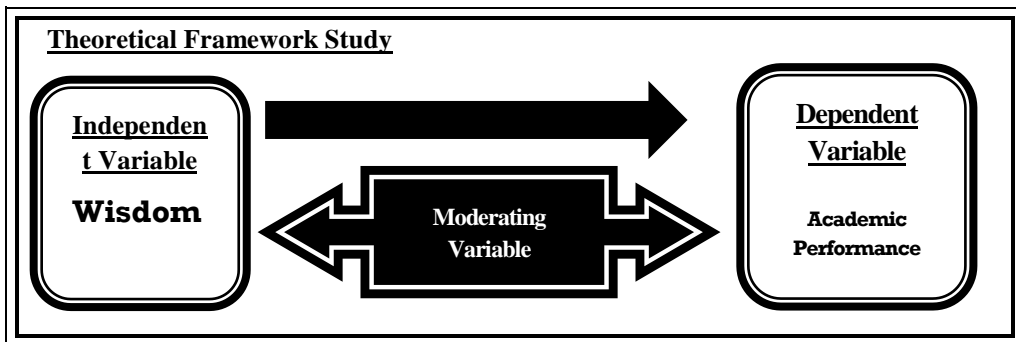 Theoretical Framework Study
Independen
t Variable
Wisdom
Moderating
Variable
Dependent
Variable
Academic
Performance